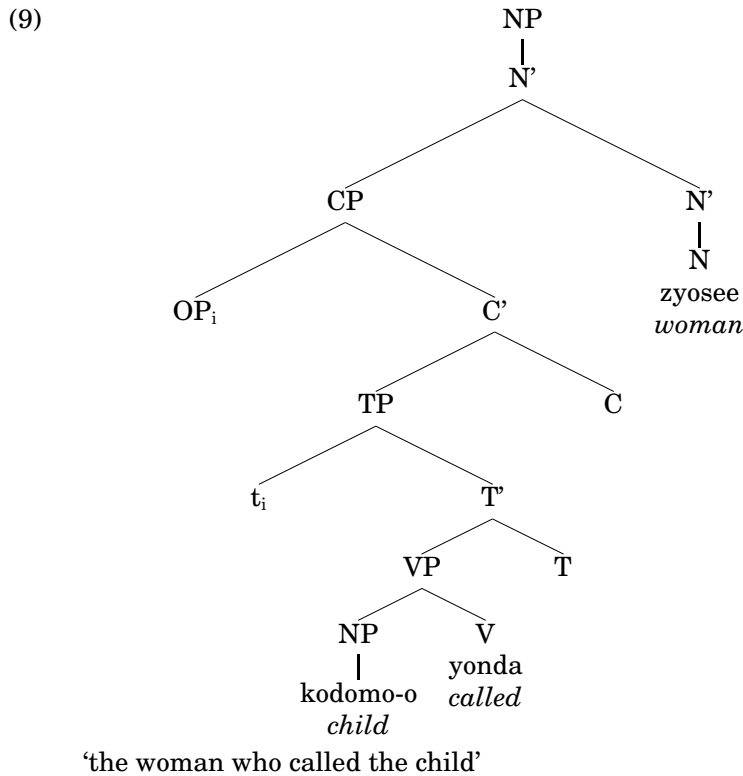 (9)
NP
N’
CP N’
N
OPi C’ zyosee
woman
TP C
ti T’
VP T
NP V
yonda
kodomo-o called
child
‘the woman who called the child’